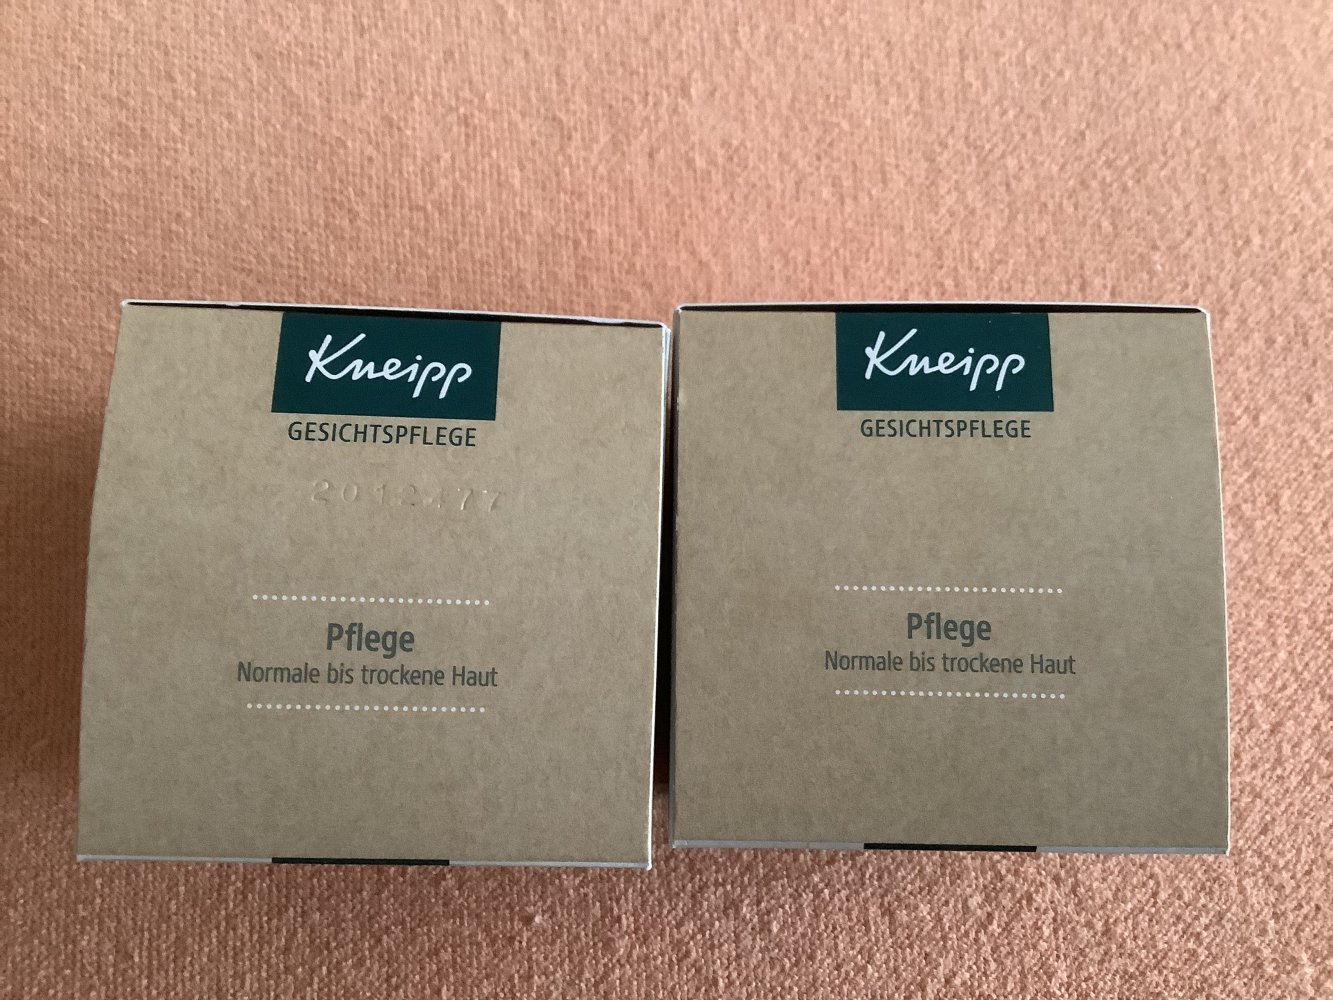 Kneipp
GESICHTSPFLEGE
2012477
Pflege
Normale bis trockene Haut
Kneipp
GESICHTSPFLEGE
Pflege
Normale bis trockene Haut